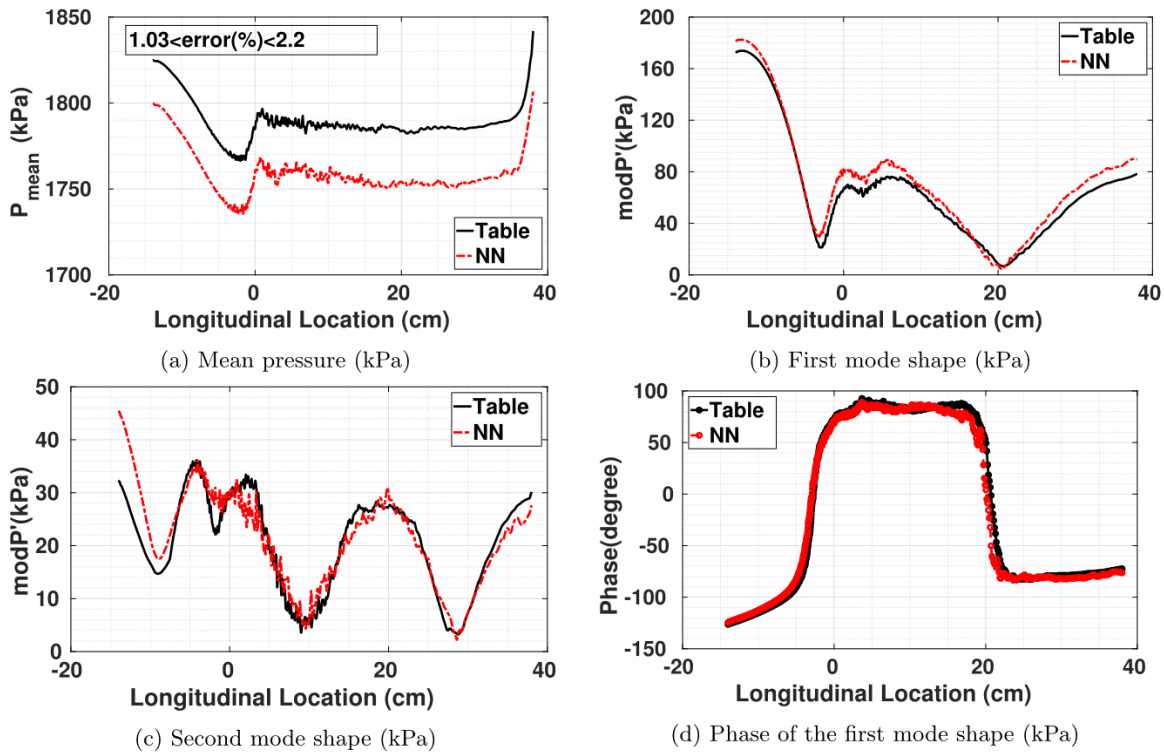 1850
1800
1750
1700
P_mean (kPa)
1.03<error(%)<2.2
Table
NN
-20 0 20 40
Longitudinal Location (cm)
(a) Mean pressure (kPa)
200
160
120
80
40
0
modP'(kPa)
Table
NN
-20 0 20 40
Longitudinal Location (cm)
(b) First mode shape (kPa)
50
40
30
20
10
0
modP'(kPa)
Table
NN
-20 0 20 40
Longitudinal Location (cm)
(c) Second mode shape (kPa)
100
50
0
-50
-100
-150
Phase(degree)
Table
NN
0 20 40
Longitudinal Location (cm)
(d) Phase of the first mode shape (kPa)